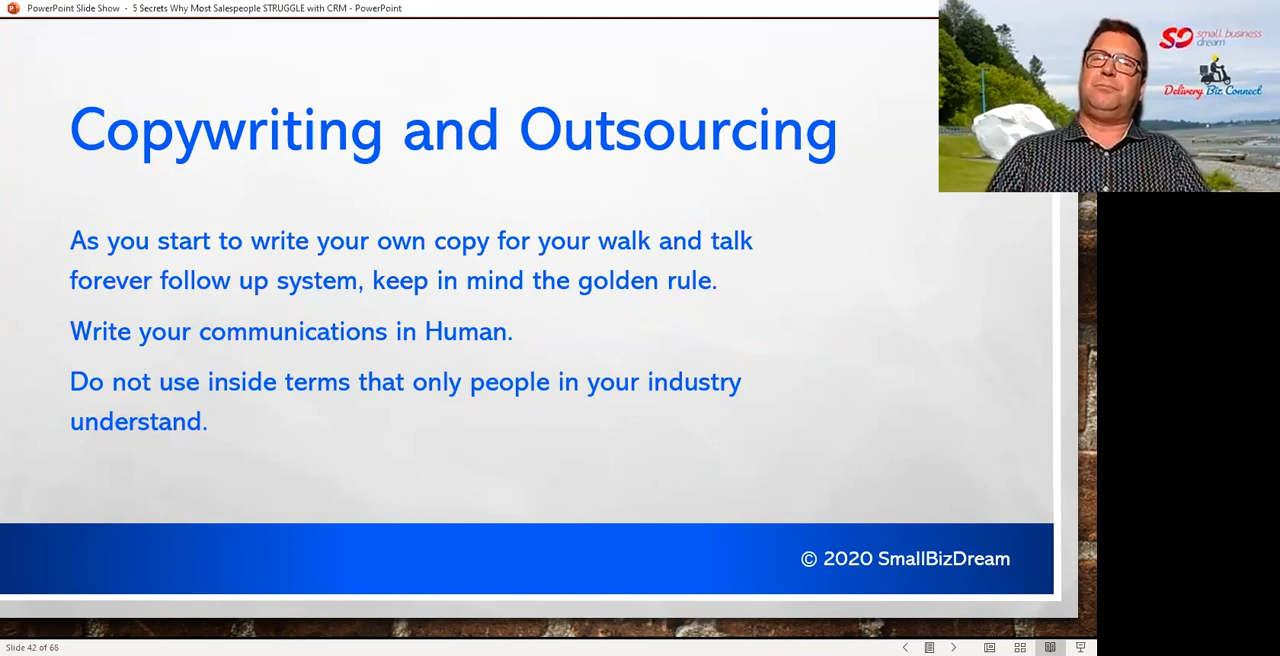 PowerPoint Slide Show - 5 Secrets Why Most Salespeople STRUGGLE with CRM - PowerPoint
small business
dream
Delivery Biz Connect
Copywriting and Outsourcing
As you start to write your own copy for your walk and talk
forever follow up system, keep in mind the golden rule.
Write your communications in Human.
Do not use inside terms that only people in your industry
understand.
© 2020 SmallBizDream
Slide 42 of 68